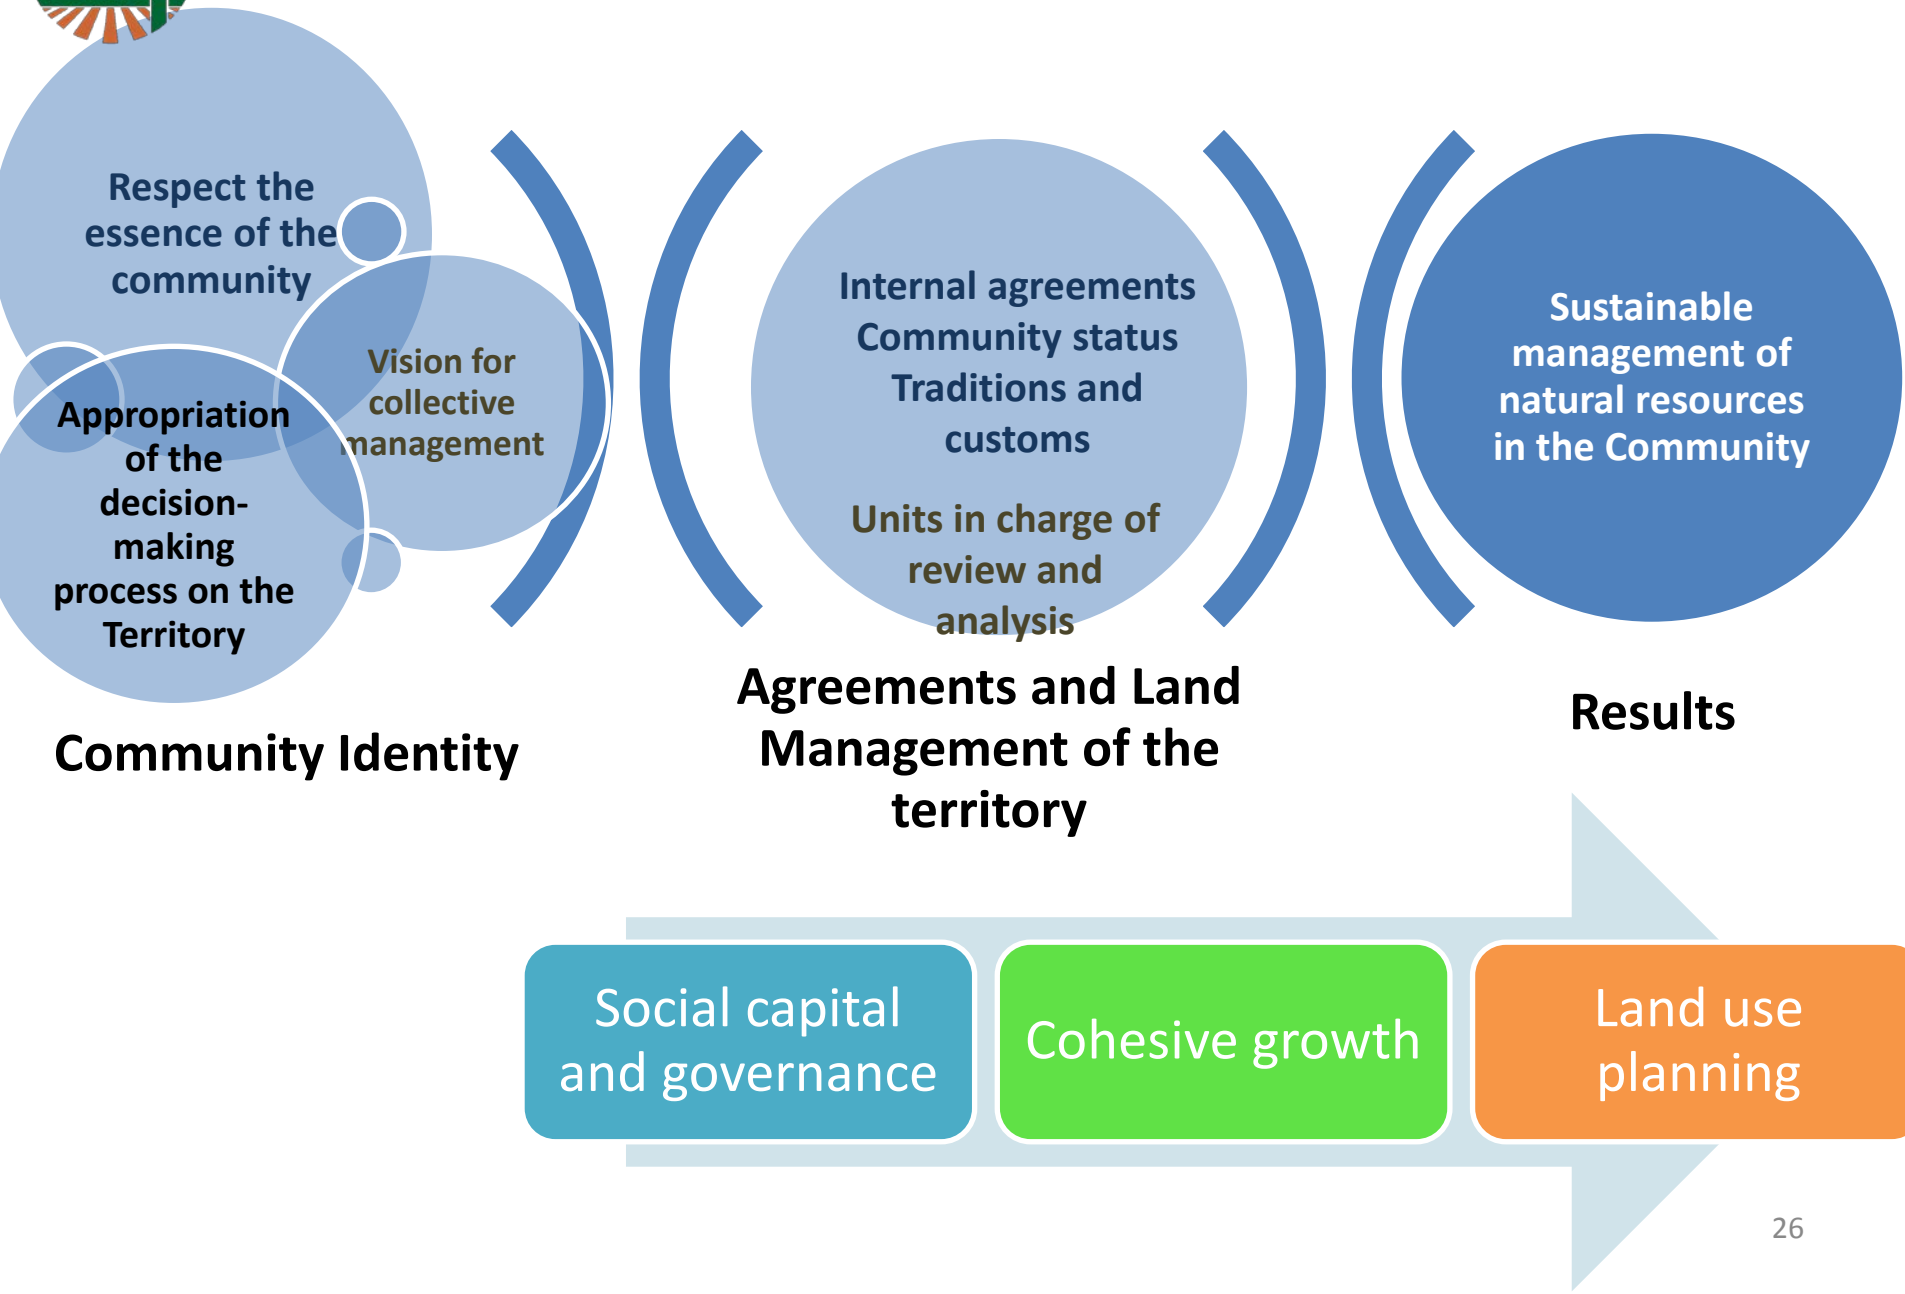 Respect the
essence of the
community
Vision for
collective
management
Appropriation
of the
decision-
making
process on the
Territory
Community Identity
Internal agreements
Community status
Traditions and
customs
Units in charge of
review and
analysis
Agreements and Land
Management of the
territory
Sustainable
management of
natural resources
in the Community
Results
Social capital
and governance
Cohesive growth
Land use
planning
26